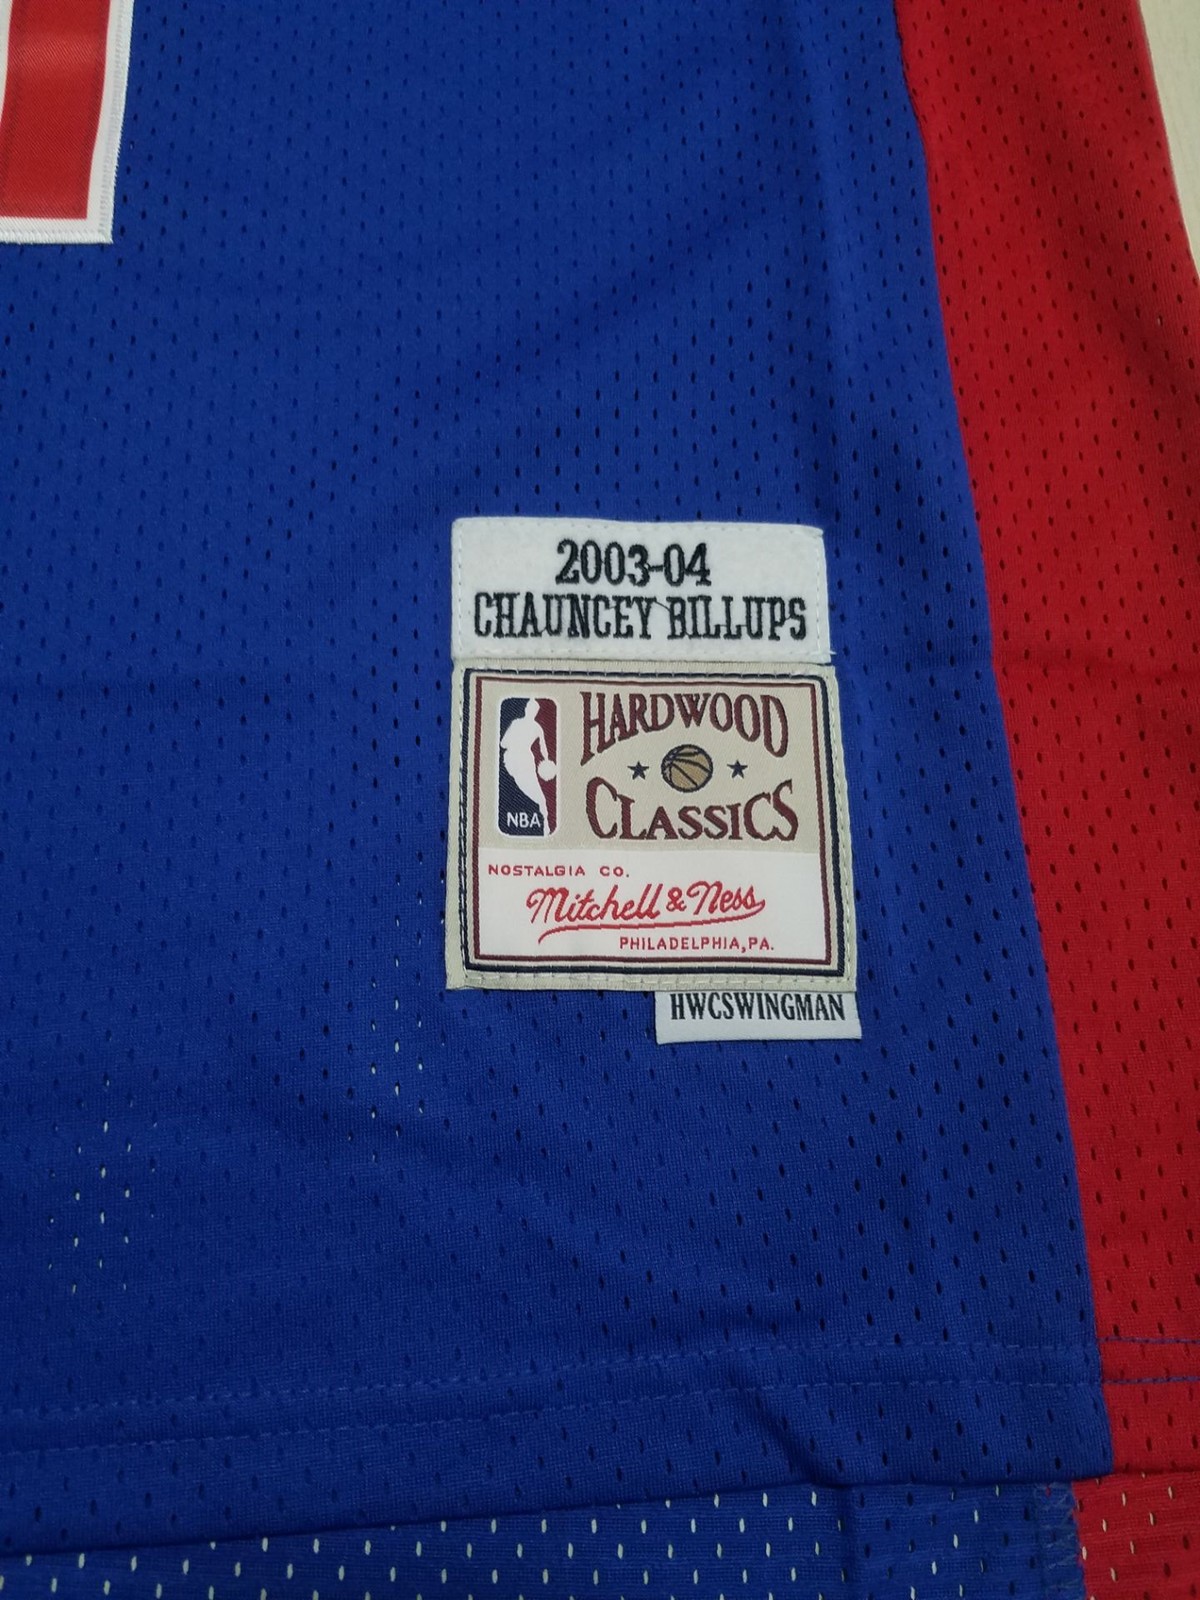 2003-04
CHAUNCEY BILLUPS
HARDWOOD
CLASSICS
NBA
NOSTALGIA CO.
Mitchell & Ness
PHILADELPHIA, PA.
HWCSWINGMAN